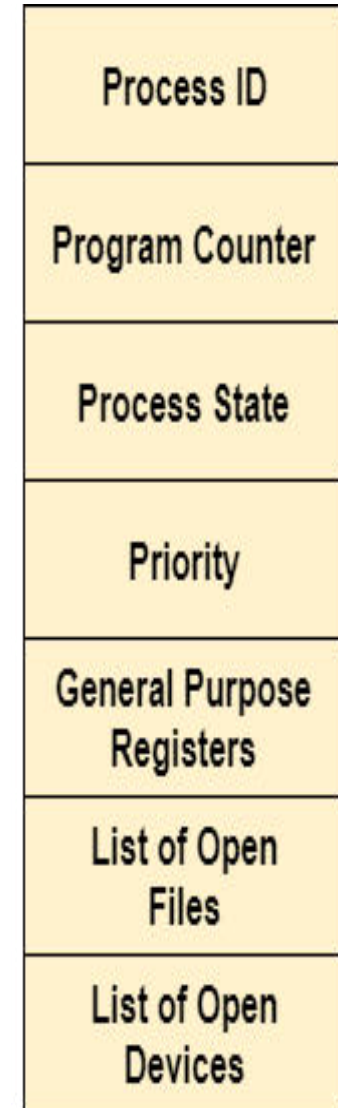 Process ID
Program Counter
Process State
Priority
General Purpose
Registers
List of Open
Files
List of Open
Devices